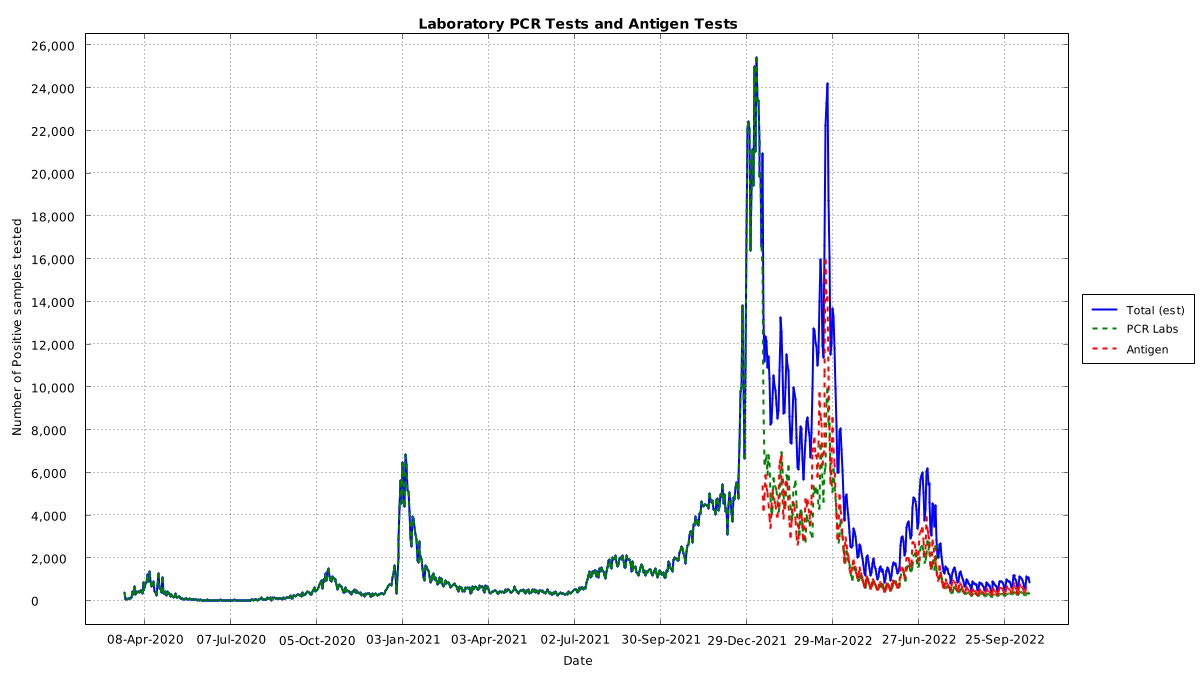 Laboratory PCR Tests and Antigen Tests
Number of Positive samples tested
26,000
24,000
22,000
20,000
18,000
16,000
14,000
12,000
10,000
8,000
6,000
4,000
2,000
0
08-Apr-2020 07-Jul-2020 05-Oct-2020 03-Jan-2021 03-Apr-2021 02-Jul-2021 30-Sep-2021 29-Dec-2021 29-Mar-2022 27-Jun-2022 25-Sep-2022
Date
Total (est)
PCR Labs
Antigen